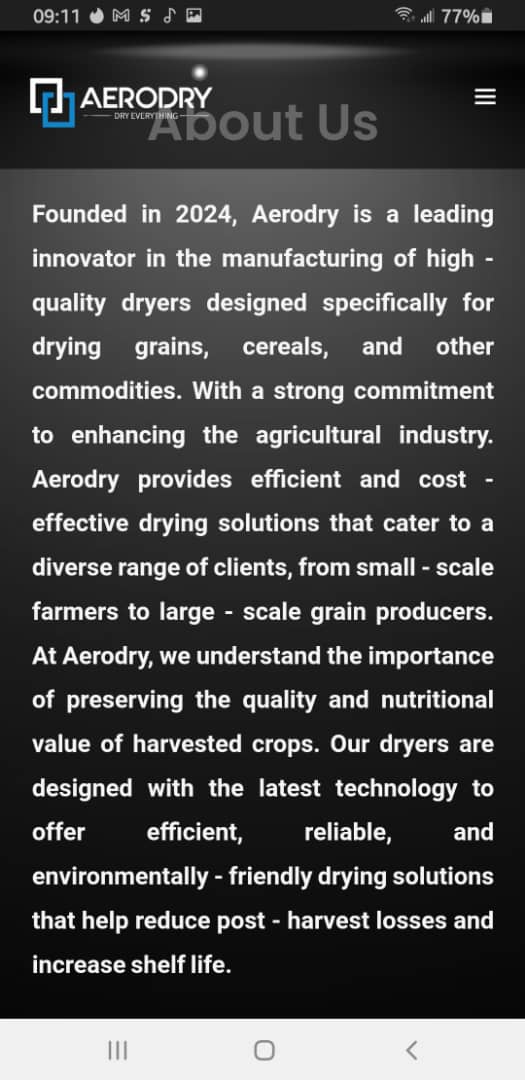 09:11
77%
AERODRY
DRY EVERYTHING
About Us
Founded in 2024, Aerodry is a leading
innovator in the manufacturing of high -
quality dryers designed specifically for
drying grains, cereals, and other
commodities. With a strong commitment
to enhancing the agricultural industry.
Aerodry provides efficient and cost -
effective drying solutions that cater to a
diverse range of clients, from small - scale
farmers to large - scale grain producers.
At Aerodry, we understand the importance
of preserving the quality and nutritional
value of harvested crops. Our dryers are
designed with the latest technology to
offer efficient, reliable, and
environmentally - friendly drying solutions
that help reduce post - harvest losses and
increase shelf life.